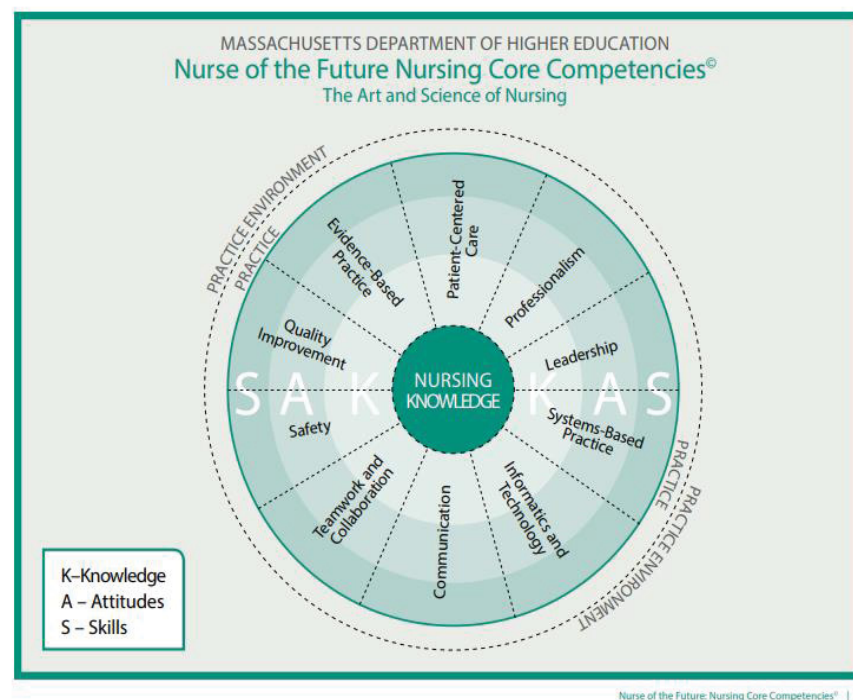 MASSACHUSETTS DEPARTMENT OF HIGHER EDUCATION
Nurse of the Future Nursing Core Competencies©
The Art and Science of Nursing
PRACTICE ENVIRONMENT
PRACTICE
Evidence-Based
Practice
Patient-Centered
Care
Professionalism
Quality
Improvement
Leadership
S A K
NURSING
KNOWLEDGE
K A S
Safety
Systems-Based
Practice
Teamwork and
Collaboration
Communication
Informatics and
Technology
PRACTICE
PRACTICE ENVIRONMENT
K–Knowledge
A – Attitudes
S – Skills
Nurse of the Future: Nursing Core Competencies©